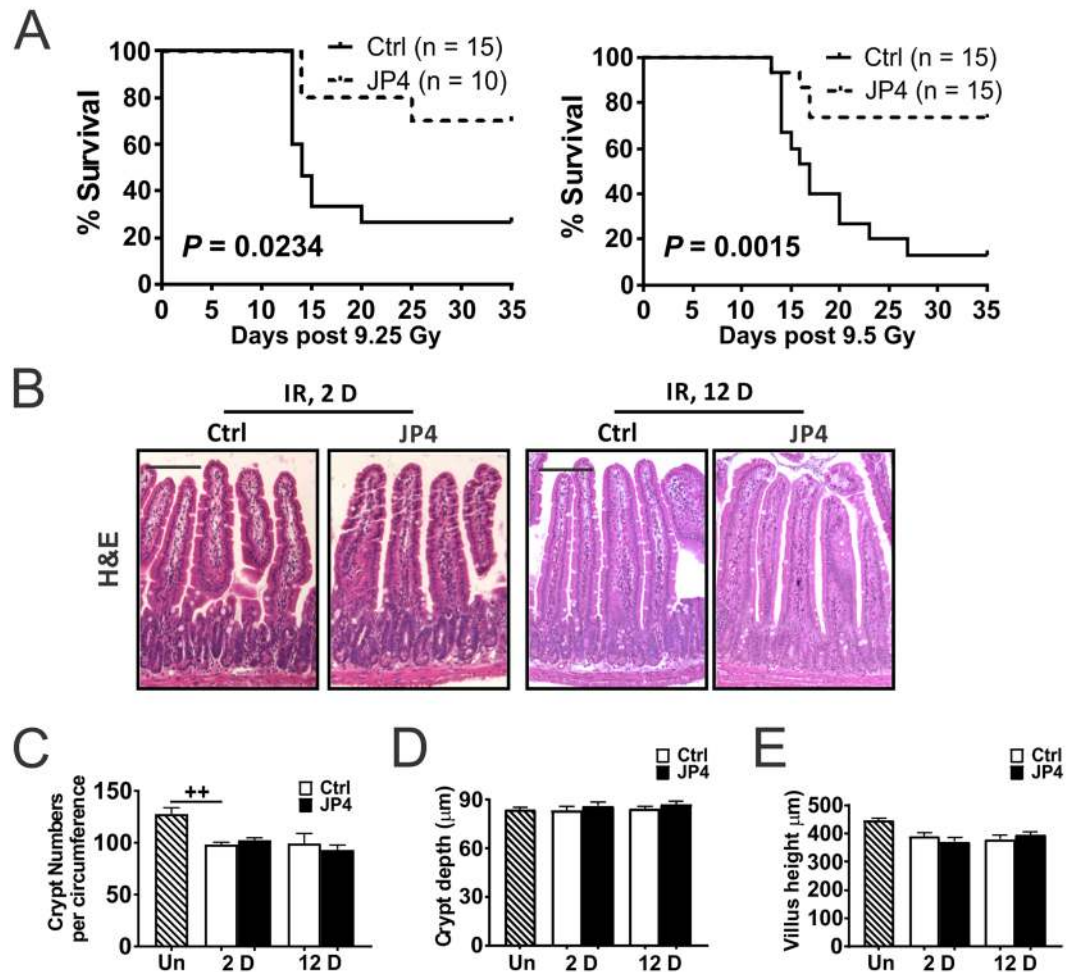 A
% Survival
100
80
60
40
20
0
Ctrl (n = 15)
JP4 (n = 10)
P = 0.0234
0 5 10 15 20 25 30 35
Days post 9.25 Gy
% Survival
100
80
60
40
20
0
Ctrl (n = 15)
JP4 (n = 15)
P = 0.0015
0 5 10 15 20 25 30 35
Days post 9.5 Gy
B
IR, 2 D
IR, 12 D
Ctrl
JP4
Ctrl
JP4
H&E
C
Crypt Numbers
per circumference
150
100
50
0
++
Ctrl
JP4
Un 2 D 12 D
D
Crypt depth (μm)
90
60
30
0
Ctrl
JP4
Un 2 D 12 D
E
Villus height μm)
500
400
300
200
100
0
Ctrl
JP4
Un 2 D 12 D